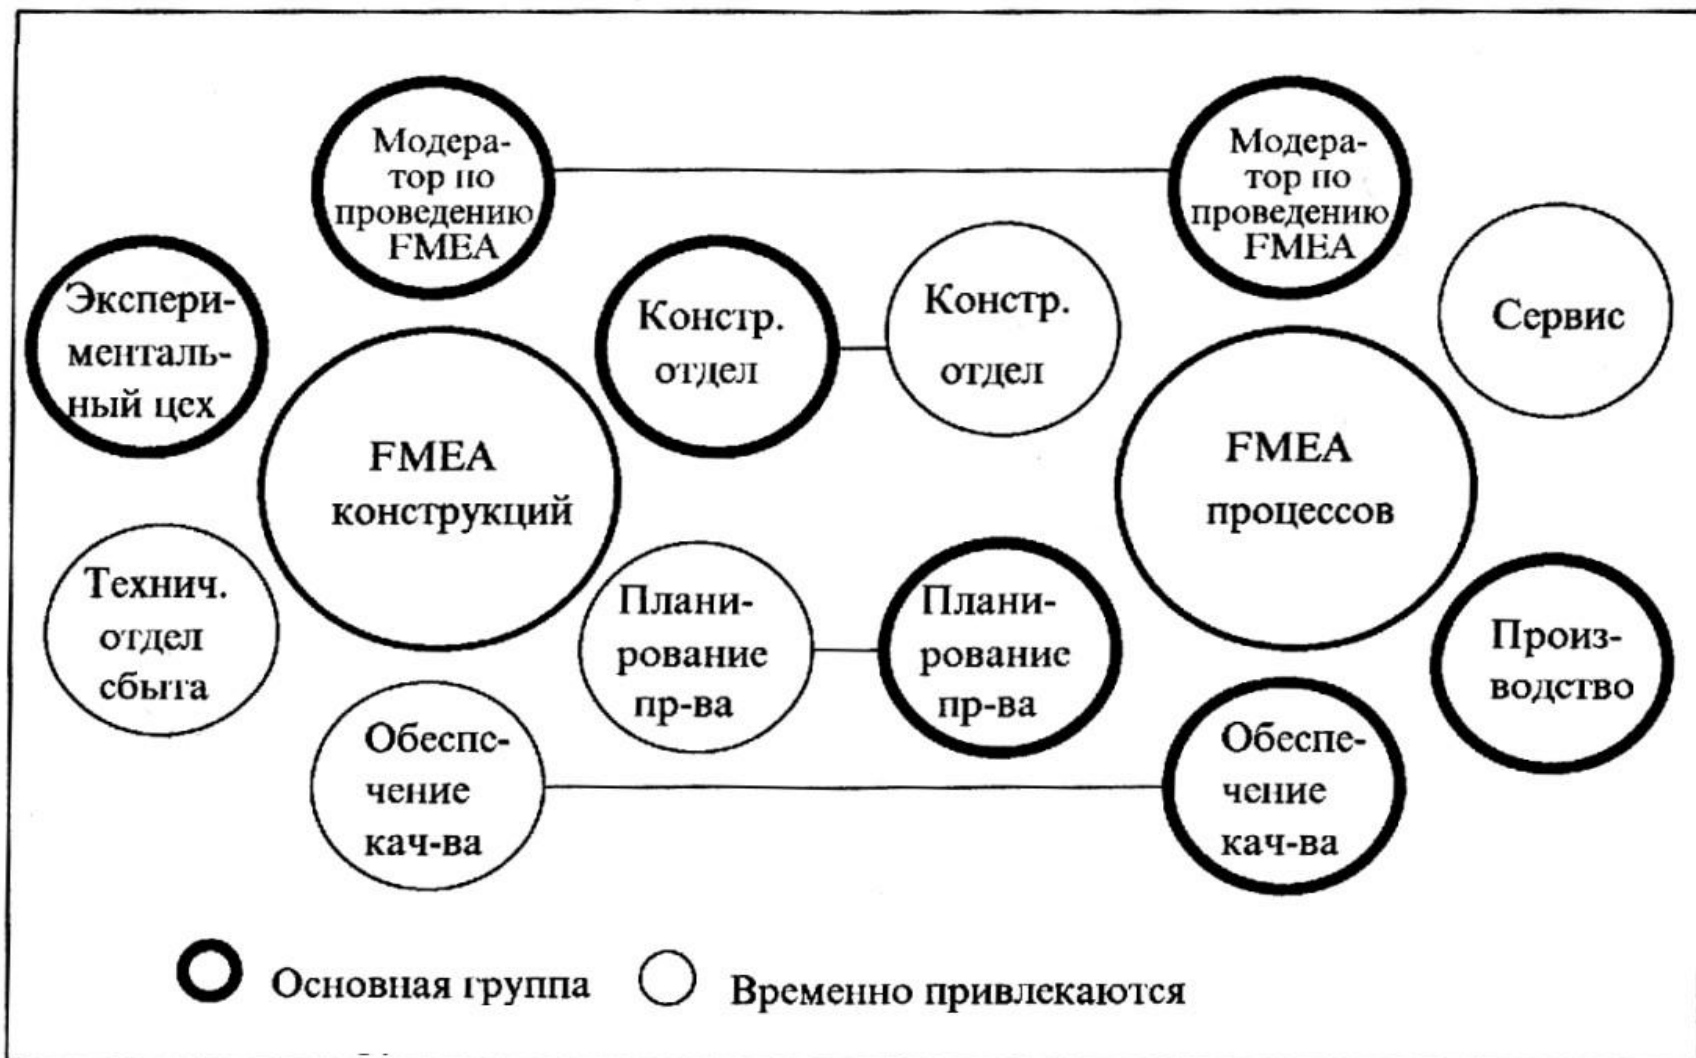 Модера-
тор по
проведению
FMEA
Модера-
тор по
проведению
FMEA
Экспери-
менталь-
ный цех
Констр.
отдел
Констр.
отдел
Сервис
FMEA
конструкций
FMEA
процессов
Технич.
отдел
сбыта
Плани-
рование
пр-ва
Плани-
рование
пр-ва
Произ-
водство
Обеспе-
чение
кач-ва
Обеспе-
чение
кач-ва
Основная группа
Временно привлекаются